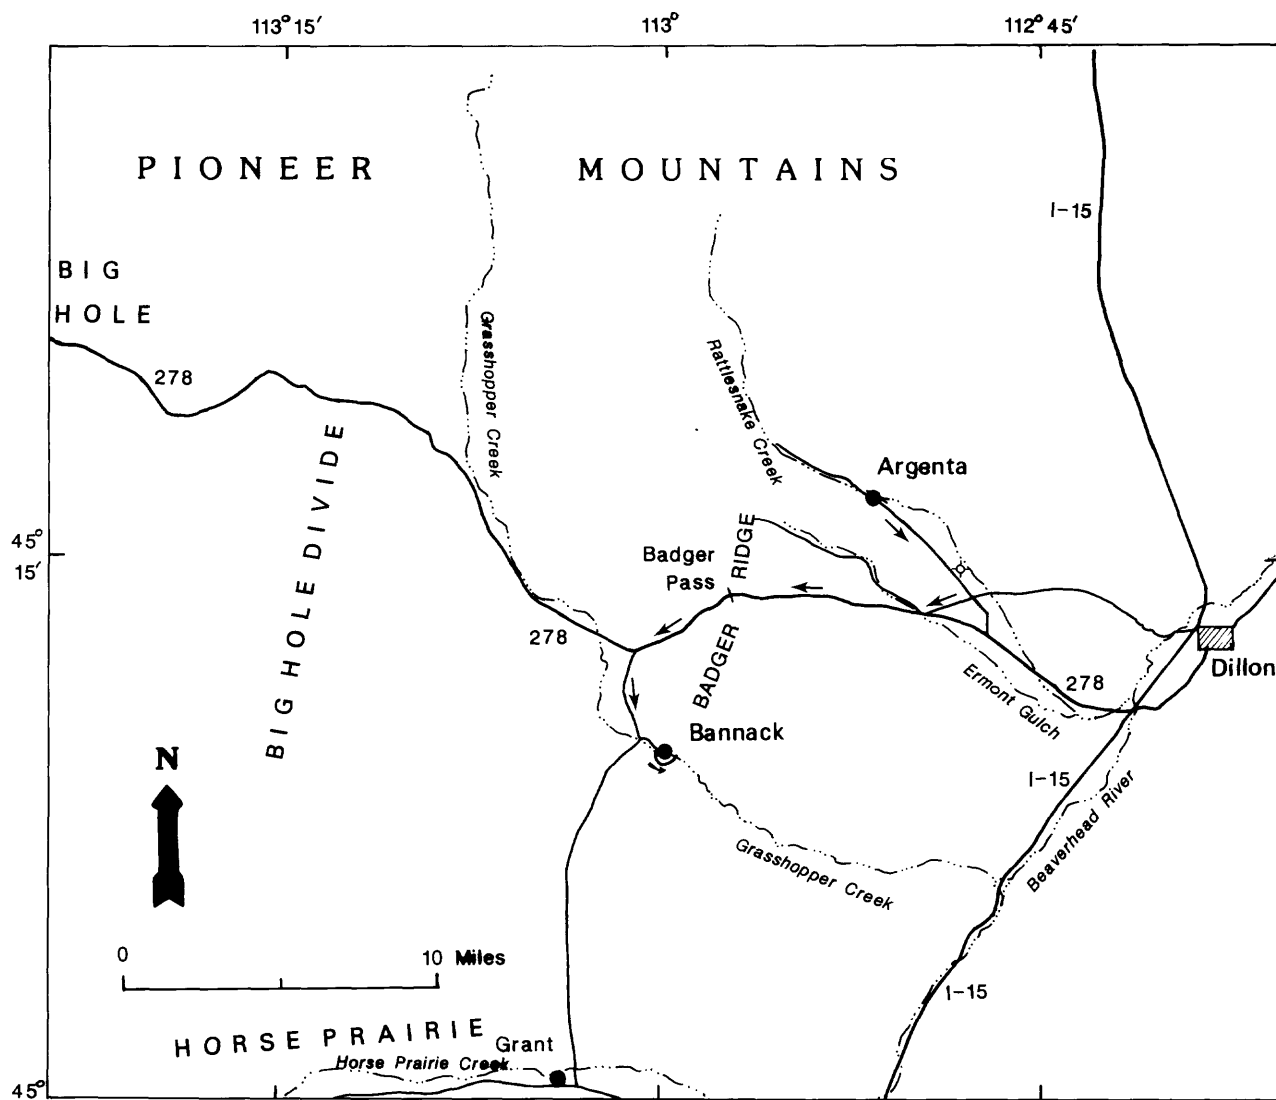 113° 15′
113°
112° 45′
PIONEER MOUNTAINS
I-15
BIG
HOLE
278
Grasshopper Creek
Rattlesnake Creek
Argenta
BIG HOLE DIVIDE
45°
15′
Badger
Pass
BADGER RIDGE
278
Dillon
278
Ermont Gulch
Bannack
N
I-15
Beaverhead River
Grasshopper Creek
0 10 Miles
I-15
HORSE PRAIRIE
Grant
Horse Prairie Creek
45°